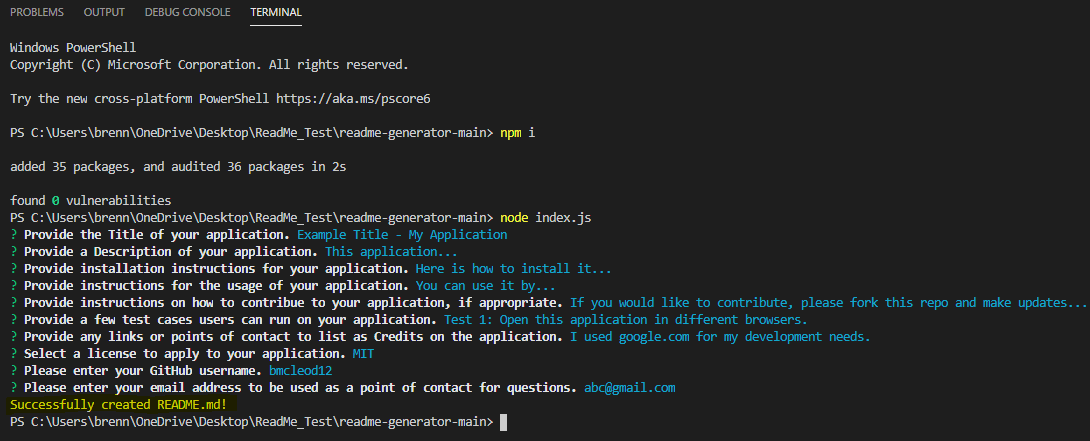 PROBLEMS OUTPUT DEBUG CONSOLE TERMINAL
Windows PowerShell
Copyright (C) Microsoft Corporation. All rights reserved.
Try the new cross-platform PowerShell https://aka.ms/pscore6
PS C:\Users\brenn\OneDrive\Desktop\ReadMe_Test\readme-generator-main> npm i
added 35 packages, and audited 36 packages in 2s
found 0 vulnerabilities
PS C:\Users\brenn\OneDrive\Desktop\ReadMe_Test\readme-generator-main> node index.js
? Provide the Title of your application. Example Title - My Application
? Provide a Description of your application. This application...
? Provide installation instructions for your application. Here is how to install it...
? Provide instructions for the usage of your application. You can use it by...
? Provide instructions on how to contribue to your application, if appropriate. If you would like to contribute, please fork this repo and make updates...
? Provide a few test cases users can run on your application. Test 1: Open this application in different browsers.
? Provide any links or points of contact to list as Credits on the application. I used google.com for my development needs.
? Select a license to apply to your application. MIT
? Please enter your GitHub username. bmcleod12
? Please enter your email address to be used as a point of contact for questions. abc@gmail.com
Successfully created README.md!
PS C:\Users\brenn\OneDrive\Desktop\ReadMe_Test\readme-generator-main>